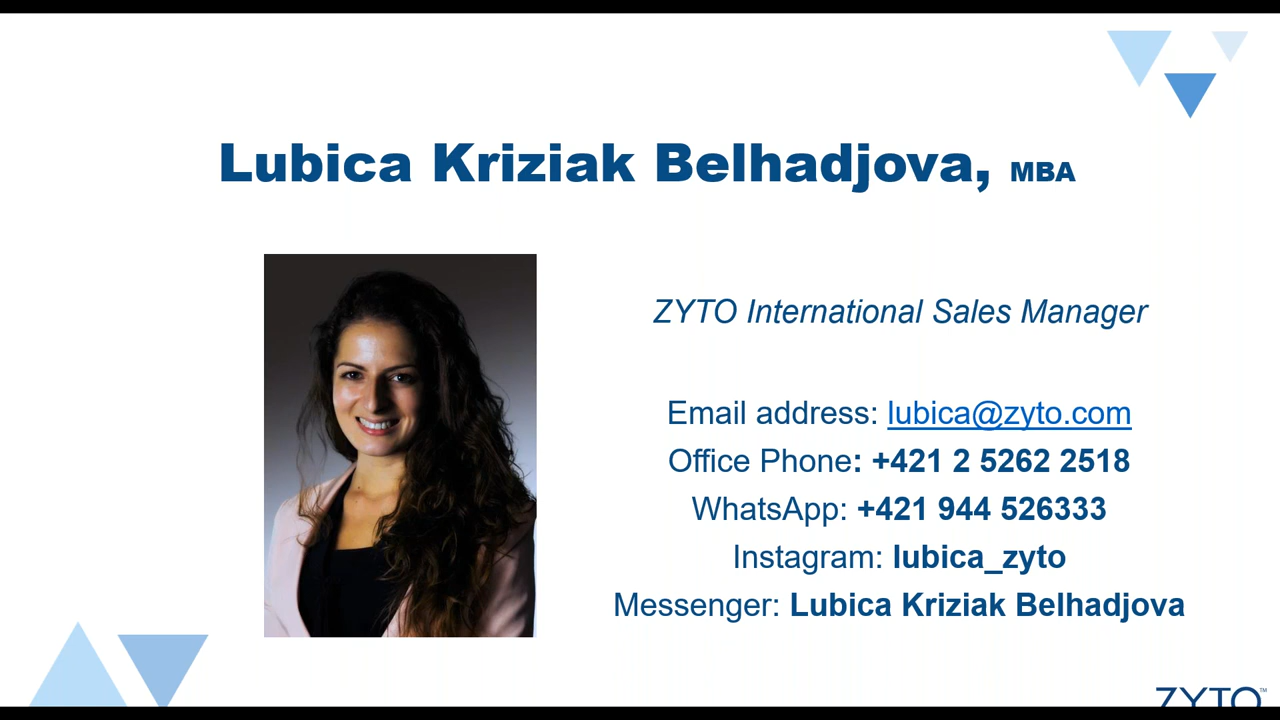 Lubica Kriziak Belhadjova, MBA
ZYTO International Sales Manager
Email address: lubica@zyto.com
Office Phone: +421 2 5262 2518
WhatsApp: +421 944 526333
Instagram: lubica_zyto
Messenger: Lubica Kriziak Belhadjova
ZYTO™